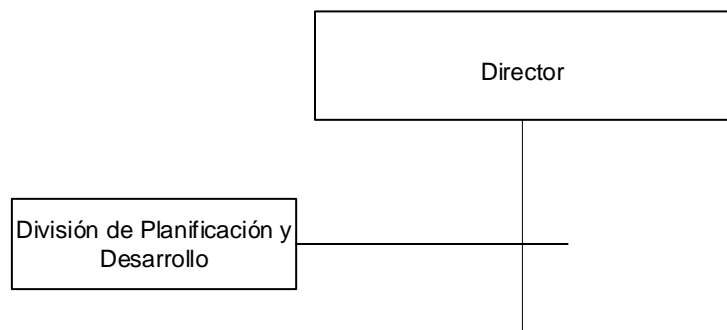 Director
División de Planificación y
Desarrollo